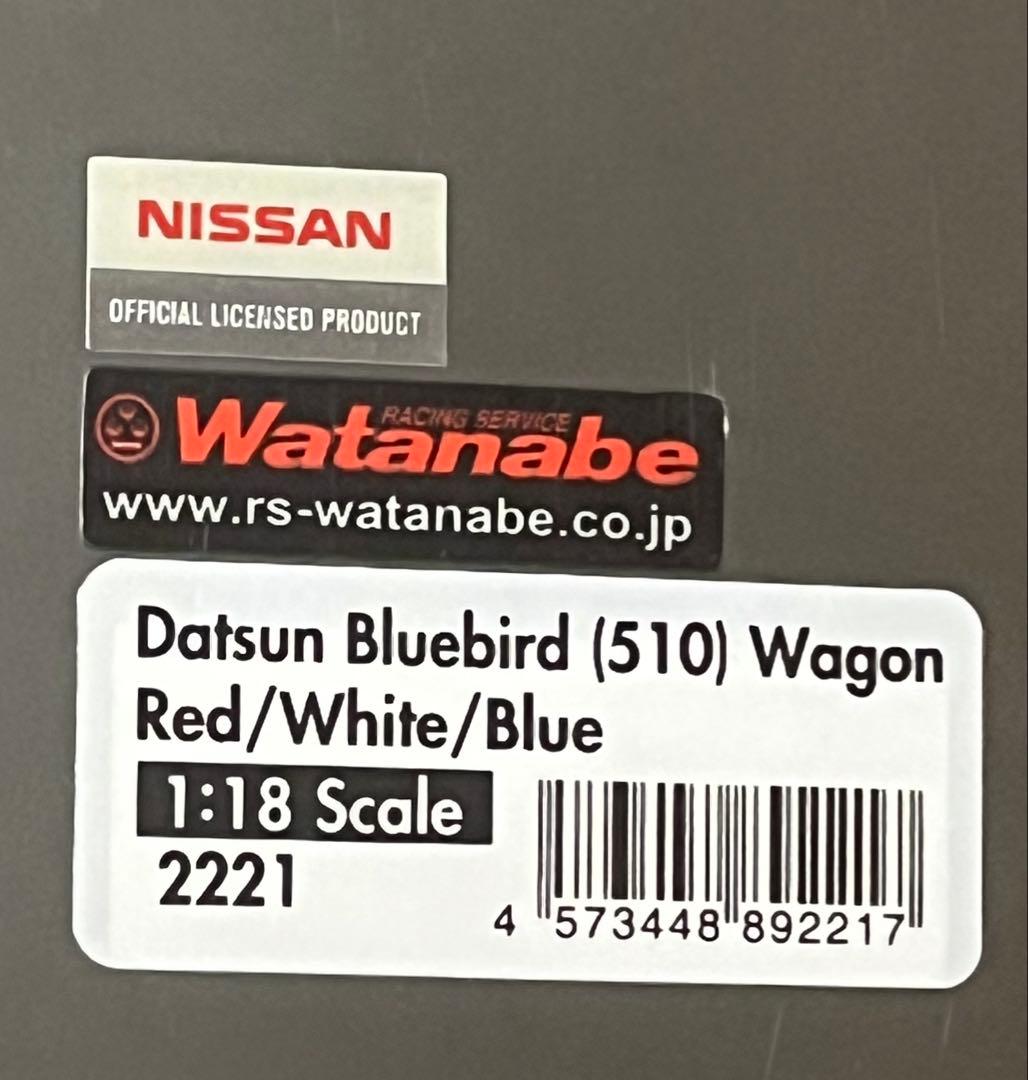 NISSAN
OFFICIAL LICENSED PRODUCT
RACING SERVICE
Watanabe
www.rs-watanabe.co.jp
Datsun Bluebird (510) Wagon
Red/White/Blue
1:18 Scale
2221
4 573448 892217